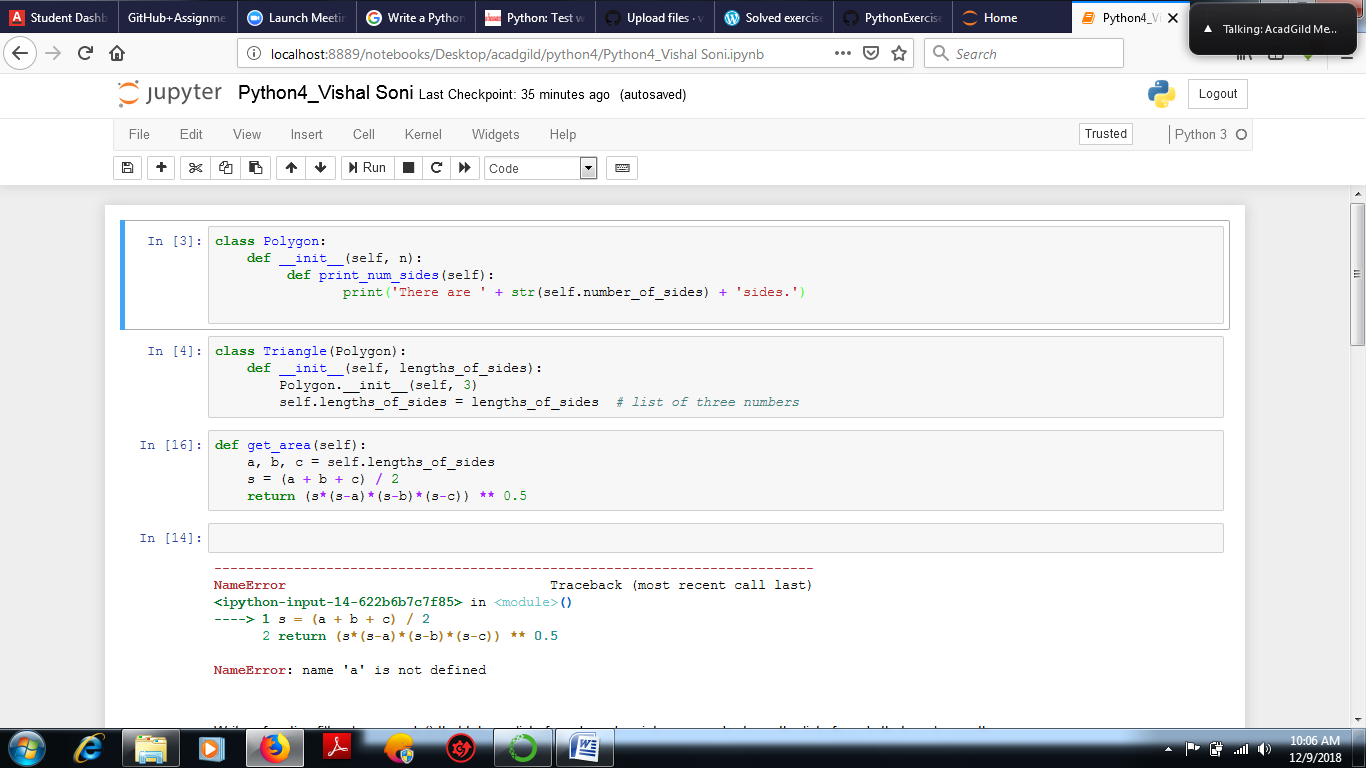 Student Dashb
GitHub+Assignme
Launch Meetin
Write a Python
Python: Test w
Upload files · v
Solved exercise
PythonExercise
Home
Python4_Vi
Talking: AcadGild Me...
localhost:8889/notebooks/Desktop/acadgild/python4/Python4_Vishal Soni.ipynb
Search
jupyter Python4_Vishal Soni Last Checkpoint: 35 minutes ago (autosaved)
Logout
File Edit View Insert Cell Kernel Widgets Help
Trusted
Python 3
Run
Code
In [3]:
class Polygon:
    def __init__(self, n):
         def print_num_sides(self):
                print('There are ' + str(self.number_of_sides) + 'sides.')
In [4]:
class Triangle(Polygon):
    def __init__(self, lengths_of_sides):
        Polygon.__init__(self, 3)
        self.lengths_of_sides = lengths_of_sides  # list of three numbers
In [16]:
def get_area(self):
    a, b, c = self.lengths_of_sides
    s = (a + b + c) / 2
    return (s*(s-a)*(s-b)*(s-c)) ** 0.5
In [14]:
---------------------------------------------------------------------------
NameError                                 Traceback (most recent call last)
<ipython-input-14-622b6b7c7f85> in <module>()
----> 1 s = (a + b + c) / 2
      2 return (s*(s-a)*(s-b)*(s-c)) ** 0.5
NameError: name 'a' is not defined
10:06 AM
12/9/2018